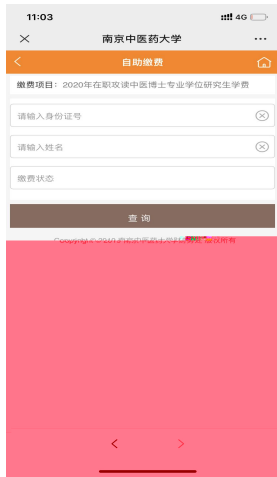 11:03
4G
南京中医药大学
自助缴费
缴费项目：2020年在职攻读中医博士专业学位研究生学费
请输入身份证号
请输入姓名
缴费状态
查 询